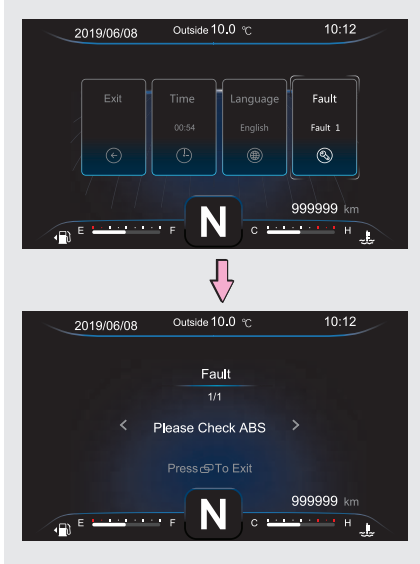 2019/06/08 Outside 10.0 ℃ 10:12
Exit Time Language Fault
00:54 English Fault 1
999999 km
E F N C H
2019/06/08 Outside 10.0 ℃ 10:12
Fault
1/1
< Please Check ABS >
Press To Exit
999999 km
E F N C H